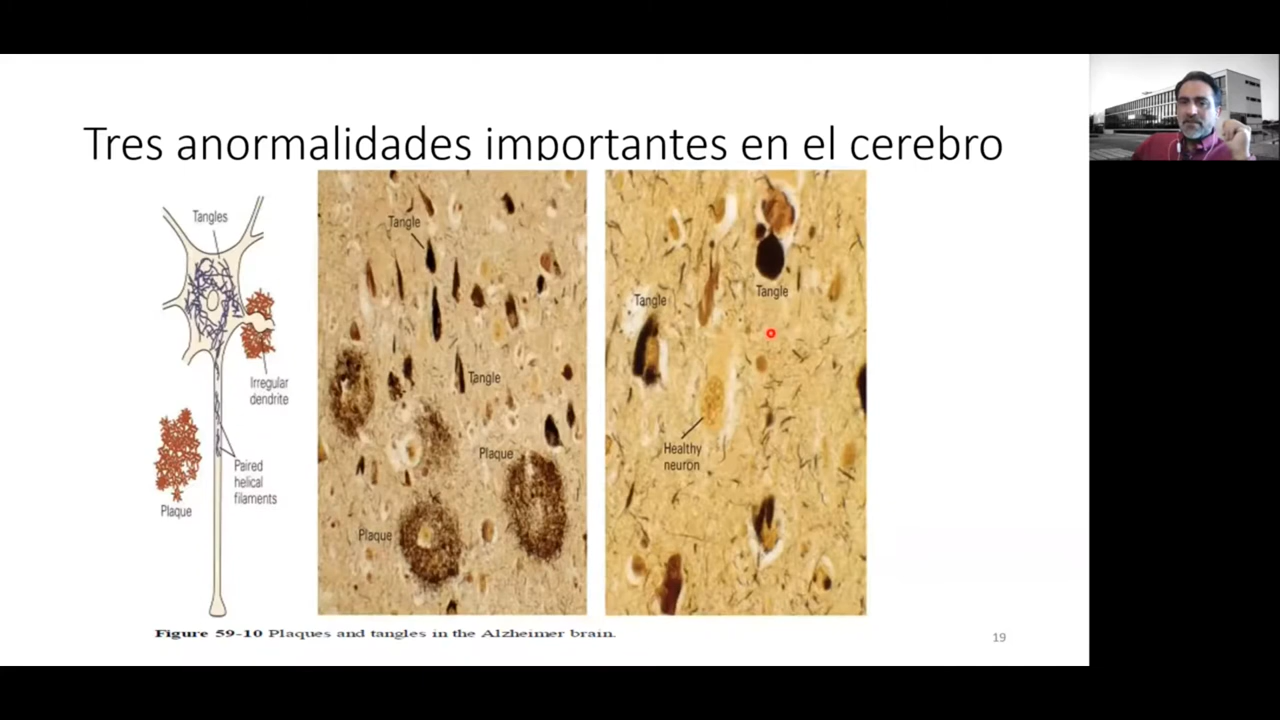 Tres anormalidades importantes en el cerebro
Tangles
Irregular
dendrite
Paired
helical
filaments
Plaque
Tangle
Tangle
Plaque
Plaque
Tangle
Tangle
Healthy
neuron
Figure 59-10 Plaques and tangles in the Alzheimer brain.
19